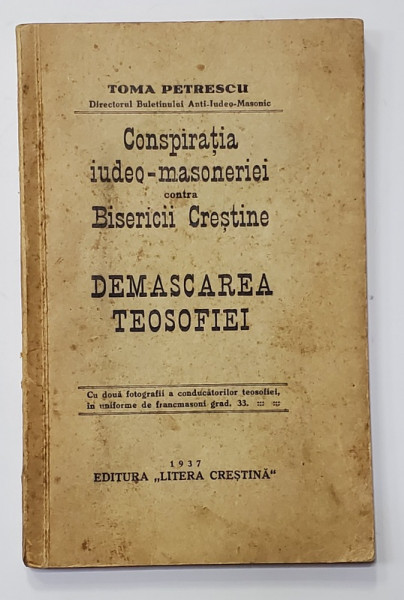 TOMA PETRESCU
Directorul Buletinului Anti-Iudeo-Masonic
Conspirația
iudeo-masoneriei
contra
Bisericii Creștine
DEMASCAREA
TEOSOFIEI
Cu două fotografii a conducătorilor teosofiei,
in uniforme de francmasoni grad. 33.
1937
EDITURA „LITERA CREȘTINĂ“